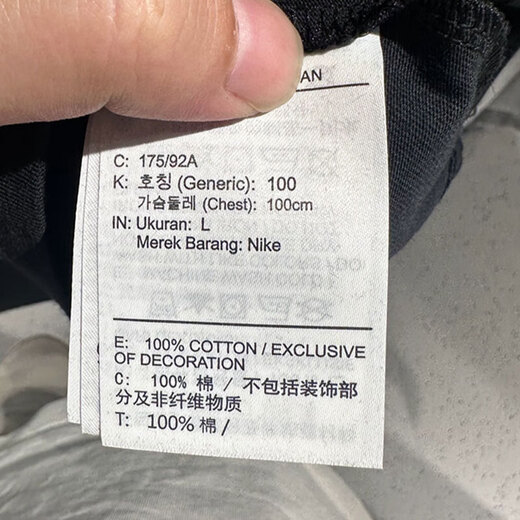 AN
C: 175/92A
K: 호칭 (Generic): 100
가슴둘레 (Chest): 100cm
IN: Ukuran: L
Merek Barang: Nike
E: 100% COTTON / EXCLUSIVE
OF DECORATION
C: 100% 棉 / 不包括装饰部
分及非纤维物质
T: 100% 棉 /